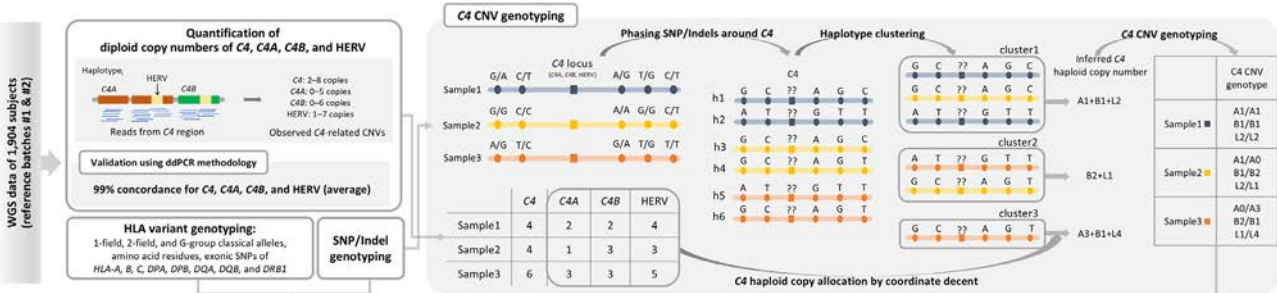 WGS data of 1,904 subjects
(reference batches #1 & #2)
Quantification of
diploid copy numbers of C4, C4A, C4B, and HERV
Haplotype,
HERV
C4A
C4B
Reads from C4 region
C4: 2–8 copies
C4A: 0–5 copies
C4B: 0–6 copies
HERV: 1–7 copies
Observed C4-related CNVs
Validation using ddPCR methodology
99% concordance for C4, C4A, C4B, and HERV (average)
HLA variant genotyping:
1-field, 2-field, and G-group classical alleles,
amino acid residues, exonic SNPs of
HLA-A, B, C, DPA, DPB, DQA, DQB, and DRB1
SNP/Indel
genotyping
C4 CNV genotyping
Phasing SNP/Indels around C4
Haplotype clustering
C4 CNV genotyping
C4 locus
(C4A, C4B, HERV)
G/A C/T A/G T/G C/T
Sample1
G/G C/C A/A G/G C/T
Sample2
A/G T/C G/A T/G T/T
Sample3
C4 C4A C4B HERV
Sample1 4 2 2 4
Sample2 4 1 3 3
Sample3 6 3 3 5
C4
G C ?? A G C
h1
A T ?? G T T
h2
G C ?? A G C
h3
G C ?? A G T
h4
A T ?? G T T
h5
G C ?? A G T
h6
cluster1
G C ?? A G C
G C ?? A G C
A T ?? G T T
cluster2
A T ?? G T T
G C ?? A G T
cluster3
G C ?? A G T
Inferred C4
haploid copy number
A1+B1+L2
B2+L1
A3+B1+L4
C4 haploid copy allocation by coordinate decent
C4 CNV
genotype
Sample1
A1/A1
B1/B1
L2/L2
Sample2
A1/A0
B1/B2
L2/L1
Sample3
A0/A3
B2/B1
L1/L4